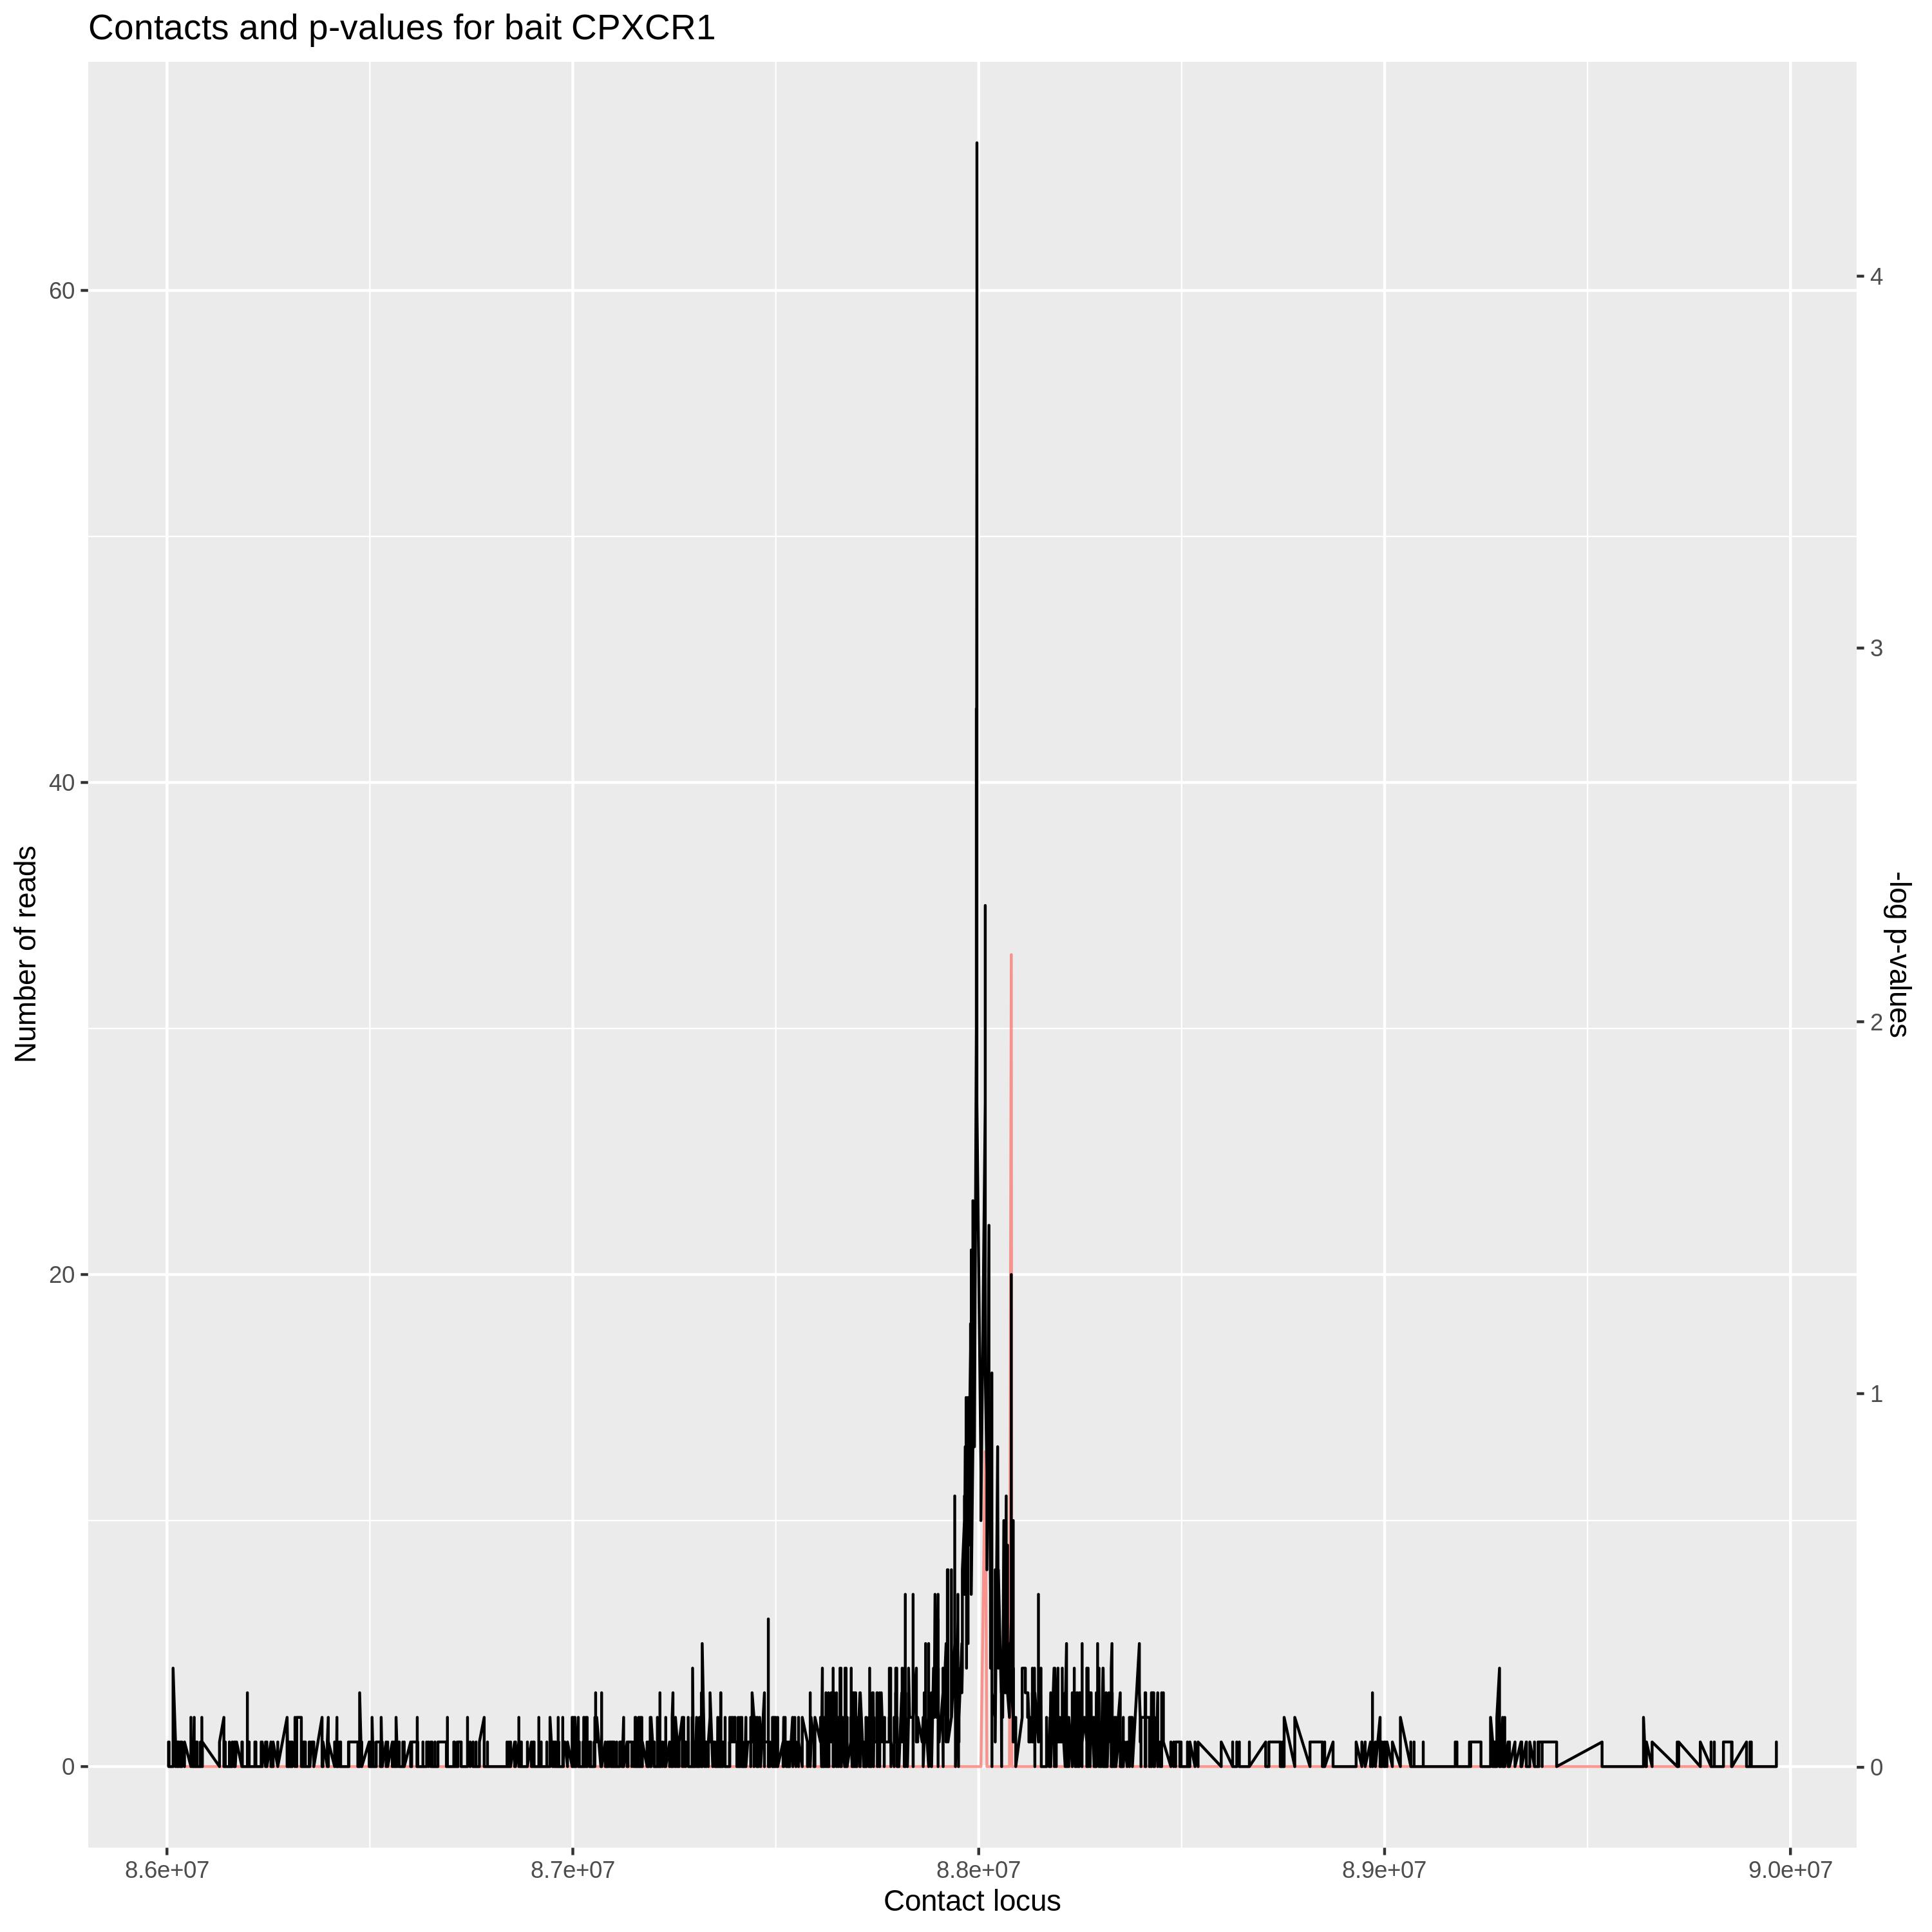 Contacts and p-values for bait CPXCR1
60
40
20
0
4
3
2
1
0
Number of reads
-log p-values
8.6e+07 8.7e+07 8.8e+07 8.9e+07 9.0e+07
Contact locus